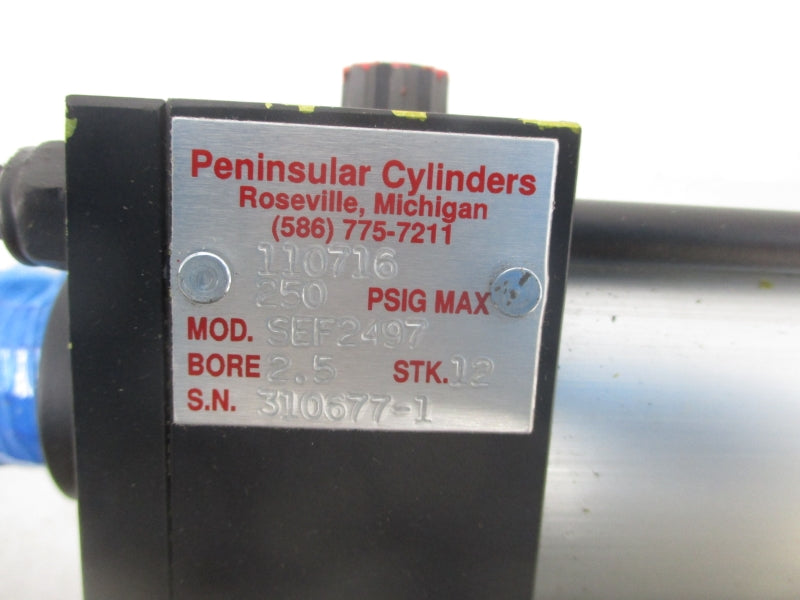 Peninsular Cylinders
Roseville, Michigan
(586) 775-7211
110716
250 PSIG MAX
MOD. SEF2497
BORE 2.5 STK. 12
S.N. 310677-1